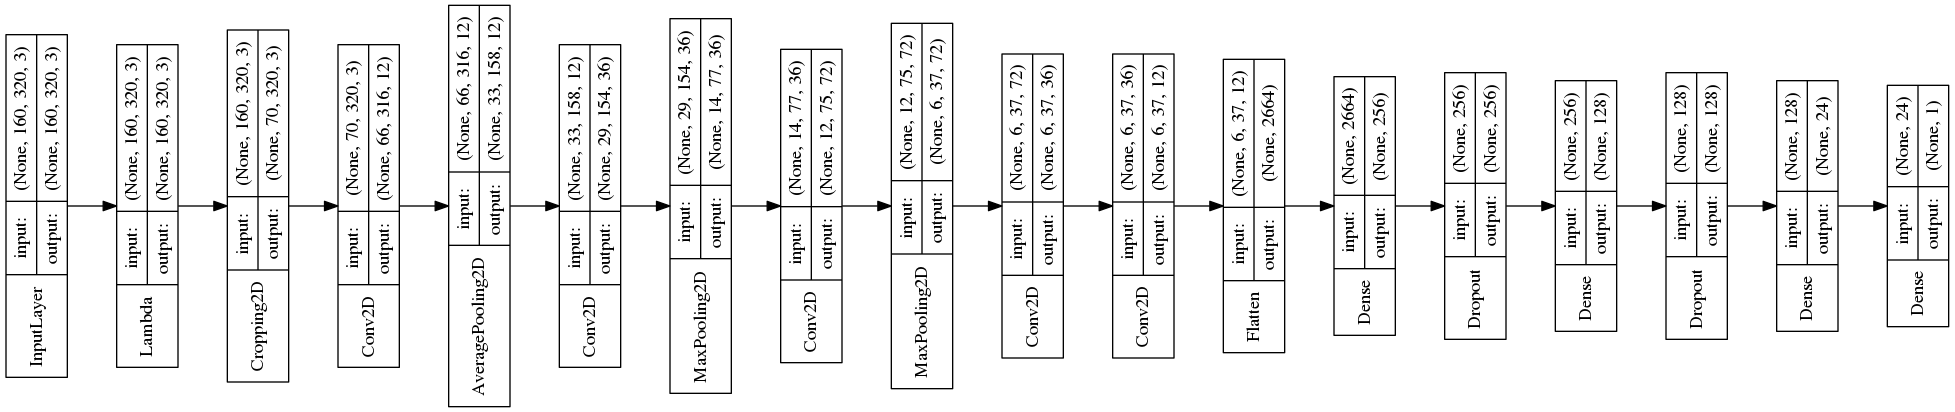 InputLayer
input:
(None, 160, 320, 3)
output:
(None, 160, 320, 3)
Lambda
input:
(None, 160, 320, 3)
output:
(None, 160, 320, 3)
Cropping2D
input:
(None, 160, 320, 3)
output:
(None, 70, 320, 3)
Conv2D
input:
(None, 70, 320, 3)
output:
(None, 66, 316, 12)
AveragePooling2D
input:
(None, 66, 316, 12)
output:
(None, 33, 158, 12)
Conv2D
input:
(None, 33, 158, 12)
output:
(None, 29, 154, 36)
MaxPooling2D
input:
(None, 29, 154, 36)
output:
(None, 14, 77, 36)
Conv2D
input:
(None, 14, 77, 36)
output:
(None, 12, 75, 72)
MaxPooling2D
input:
(None, 12, 75, 72)
output:
(None, 6, 37, 72)
Conv2D
input:
(None, 6, 37, 72)
output:
(None, 6, 37, 36)
Conv2D
input:
(None, 6, 37, 36)
output:
(None, 6, 37, 12)
Flatten
input:
(None, 6, 37, 12)
output:
(None, 2664)
Dense
input:
(None, 2664)
output:
(None, 256)
Dropout
input:
(None, 256)
output:
(None, 256)
Dense
input:
(None, 256)
output:
(None, 128)
Dropout
input:
(None, 128)
output:
(None, 128)
Dense
input:
(None, 128)
output:
(None, 24)
Dense
input:
(None, 24)
output:
(None, 1)